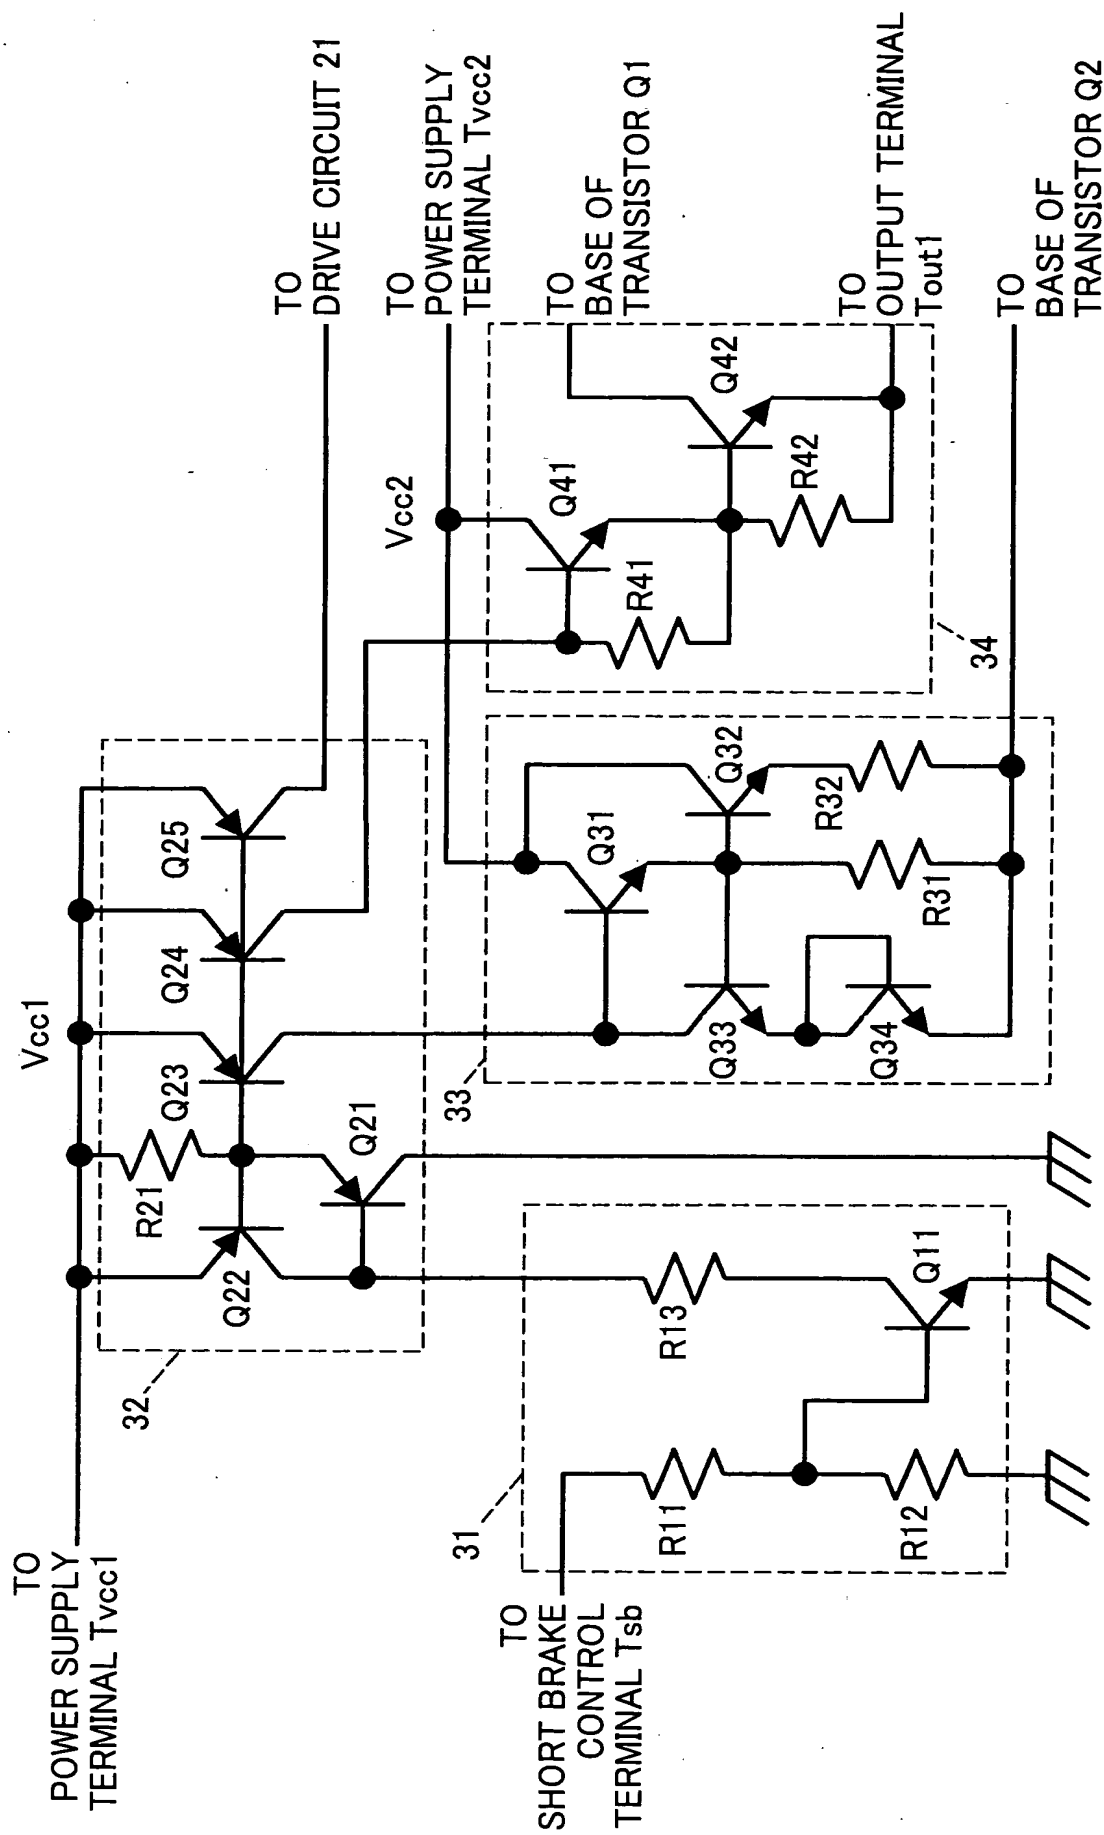 TO
POWER SUPPLY
TERMINAL Tvcc1
Vcc1
32
R21
Q22
Q23
Q24
Q25
Q21
TO
DRIVE CIRCUIT 21
TO
POWER SUPPLY
TERMINAL Tvcc2
Vcc2
TO
SHORT BRAKE
CONTROL
TERMINAL Tsb
31
R11
R12
R13
Q11
33
Q31
Q32
Q33
Q34
R31
R32
34
Q41
Q42
R41
R42
TO
BASE OF
TRANSISTOR Q1
TO
OUTPUT TERMINAL
Tout1
TO
BASE OF
TRANSISTOR Q2